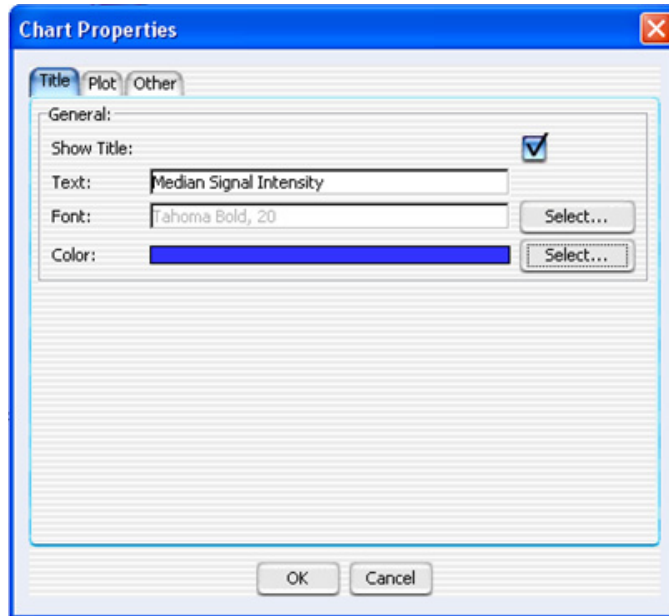 Chart Properties
Title Plot Other
General:
Show Title:
Text: Median Signal Intensity
Font: Tahoma Bold, 20 Select...
Color: Select...
OK Cancel